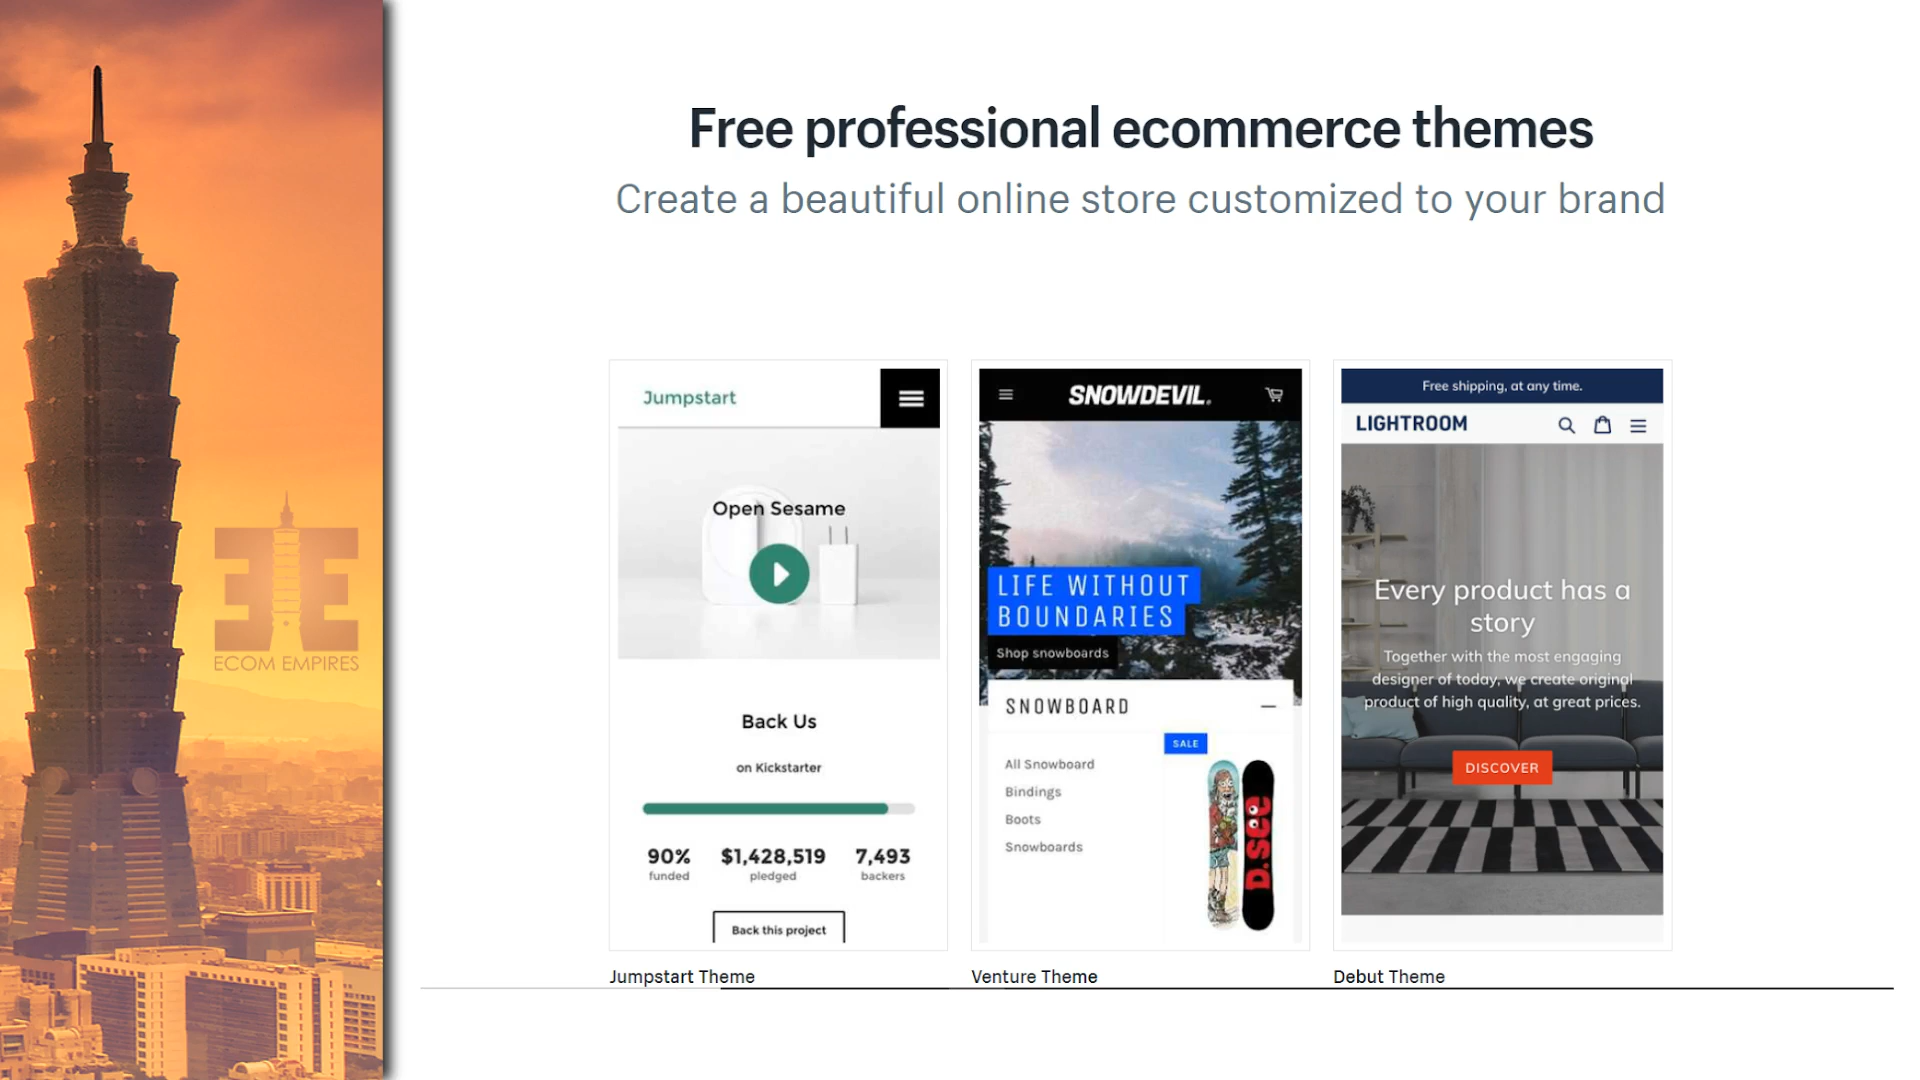 Free professional ecommerce themes
Create a beautiful online store customized to your brand
ECOM EMPIRES
Jumpstart
Open Sesame
Back Us
on Kickstarter
90%
funded
$1,428,519
pledged
7,493
backers
Back this project
Jumpstart Theme
SNOWDEVIL
LIFE WITHOUT
BOUNDARIES
Shop snowboards
SNOWBOARD
SALE
All Snowboard
Bindings
Boots
Snowboards
D.see
Venture Theme
Free shipping, at any time.
LIGHTROOM
Every product has a
story
Together with the most engaging
designer of today, we create original
product of high quality, at great prices.
DISCOVER
Debut Theme